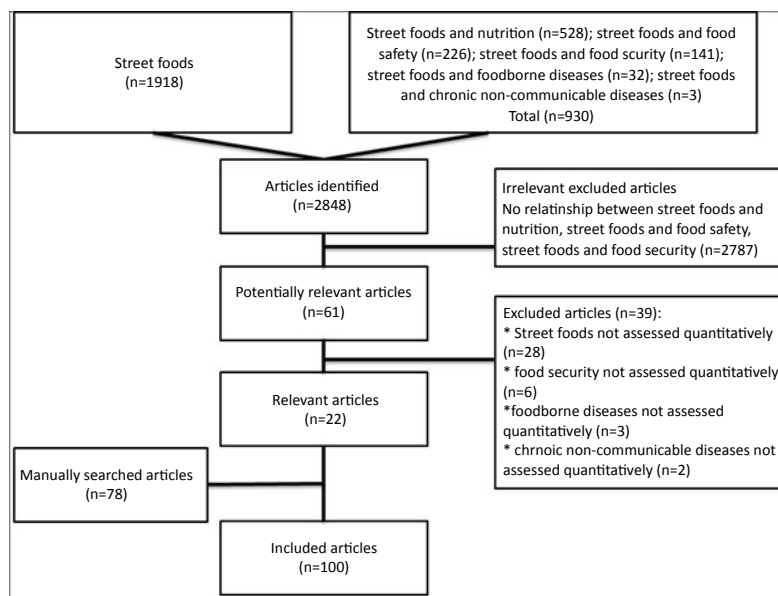 Street foods
(n=1918)
Street foods and nutrition (n=528); street foods and food
safety (n=226); street foods and food scurity (n=141);
street foods and foodborne diseases (n=32); street foods
and chronic non-communicable diseases (n=3)
Total (n=930)
Articles identified
(n=2848)
Irrelevant excluded articles
No relationship between street foods and
nutrition, street foods and food safety,
street foods and food security (n=2787)
Potentially relevant articles
(n=61)
Excluded articles (n=39):
* Street foods not assessed quantitatively
(n=28)
* food security not assessed quantitatively
(n=6)
*foodborne diseases not assessed
quantitatively (n=3)
* chrnoic non-communicable diseases not
assessed quantitatively (n=2)
Relevant articles
(n=22)
Manually searched articles
(n=78)
Included articles
(n=100)